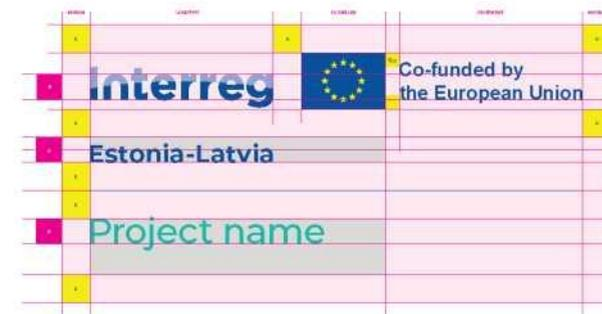 Interreg
Co-funded by
the European Union
Estonia-Latvia
Project name